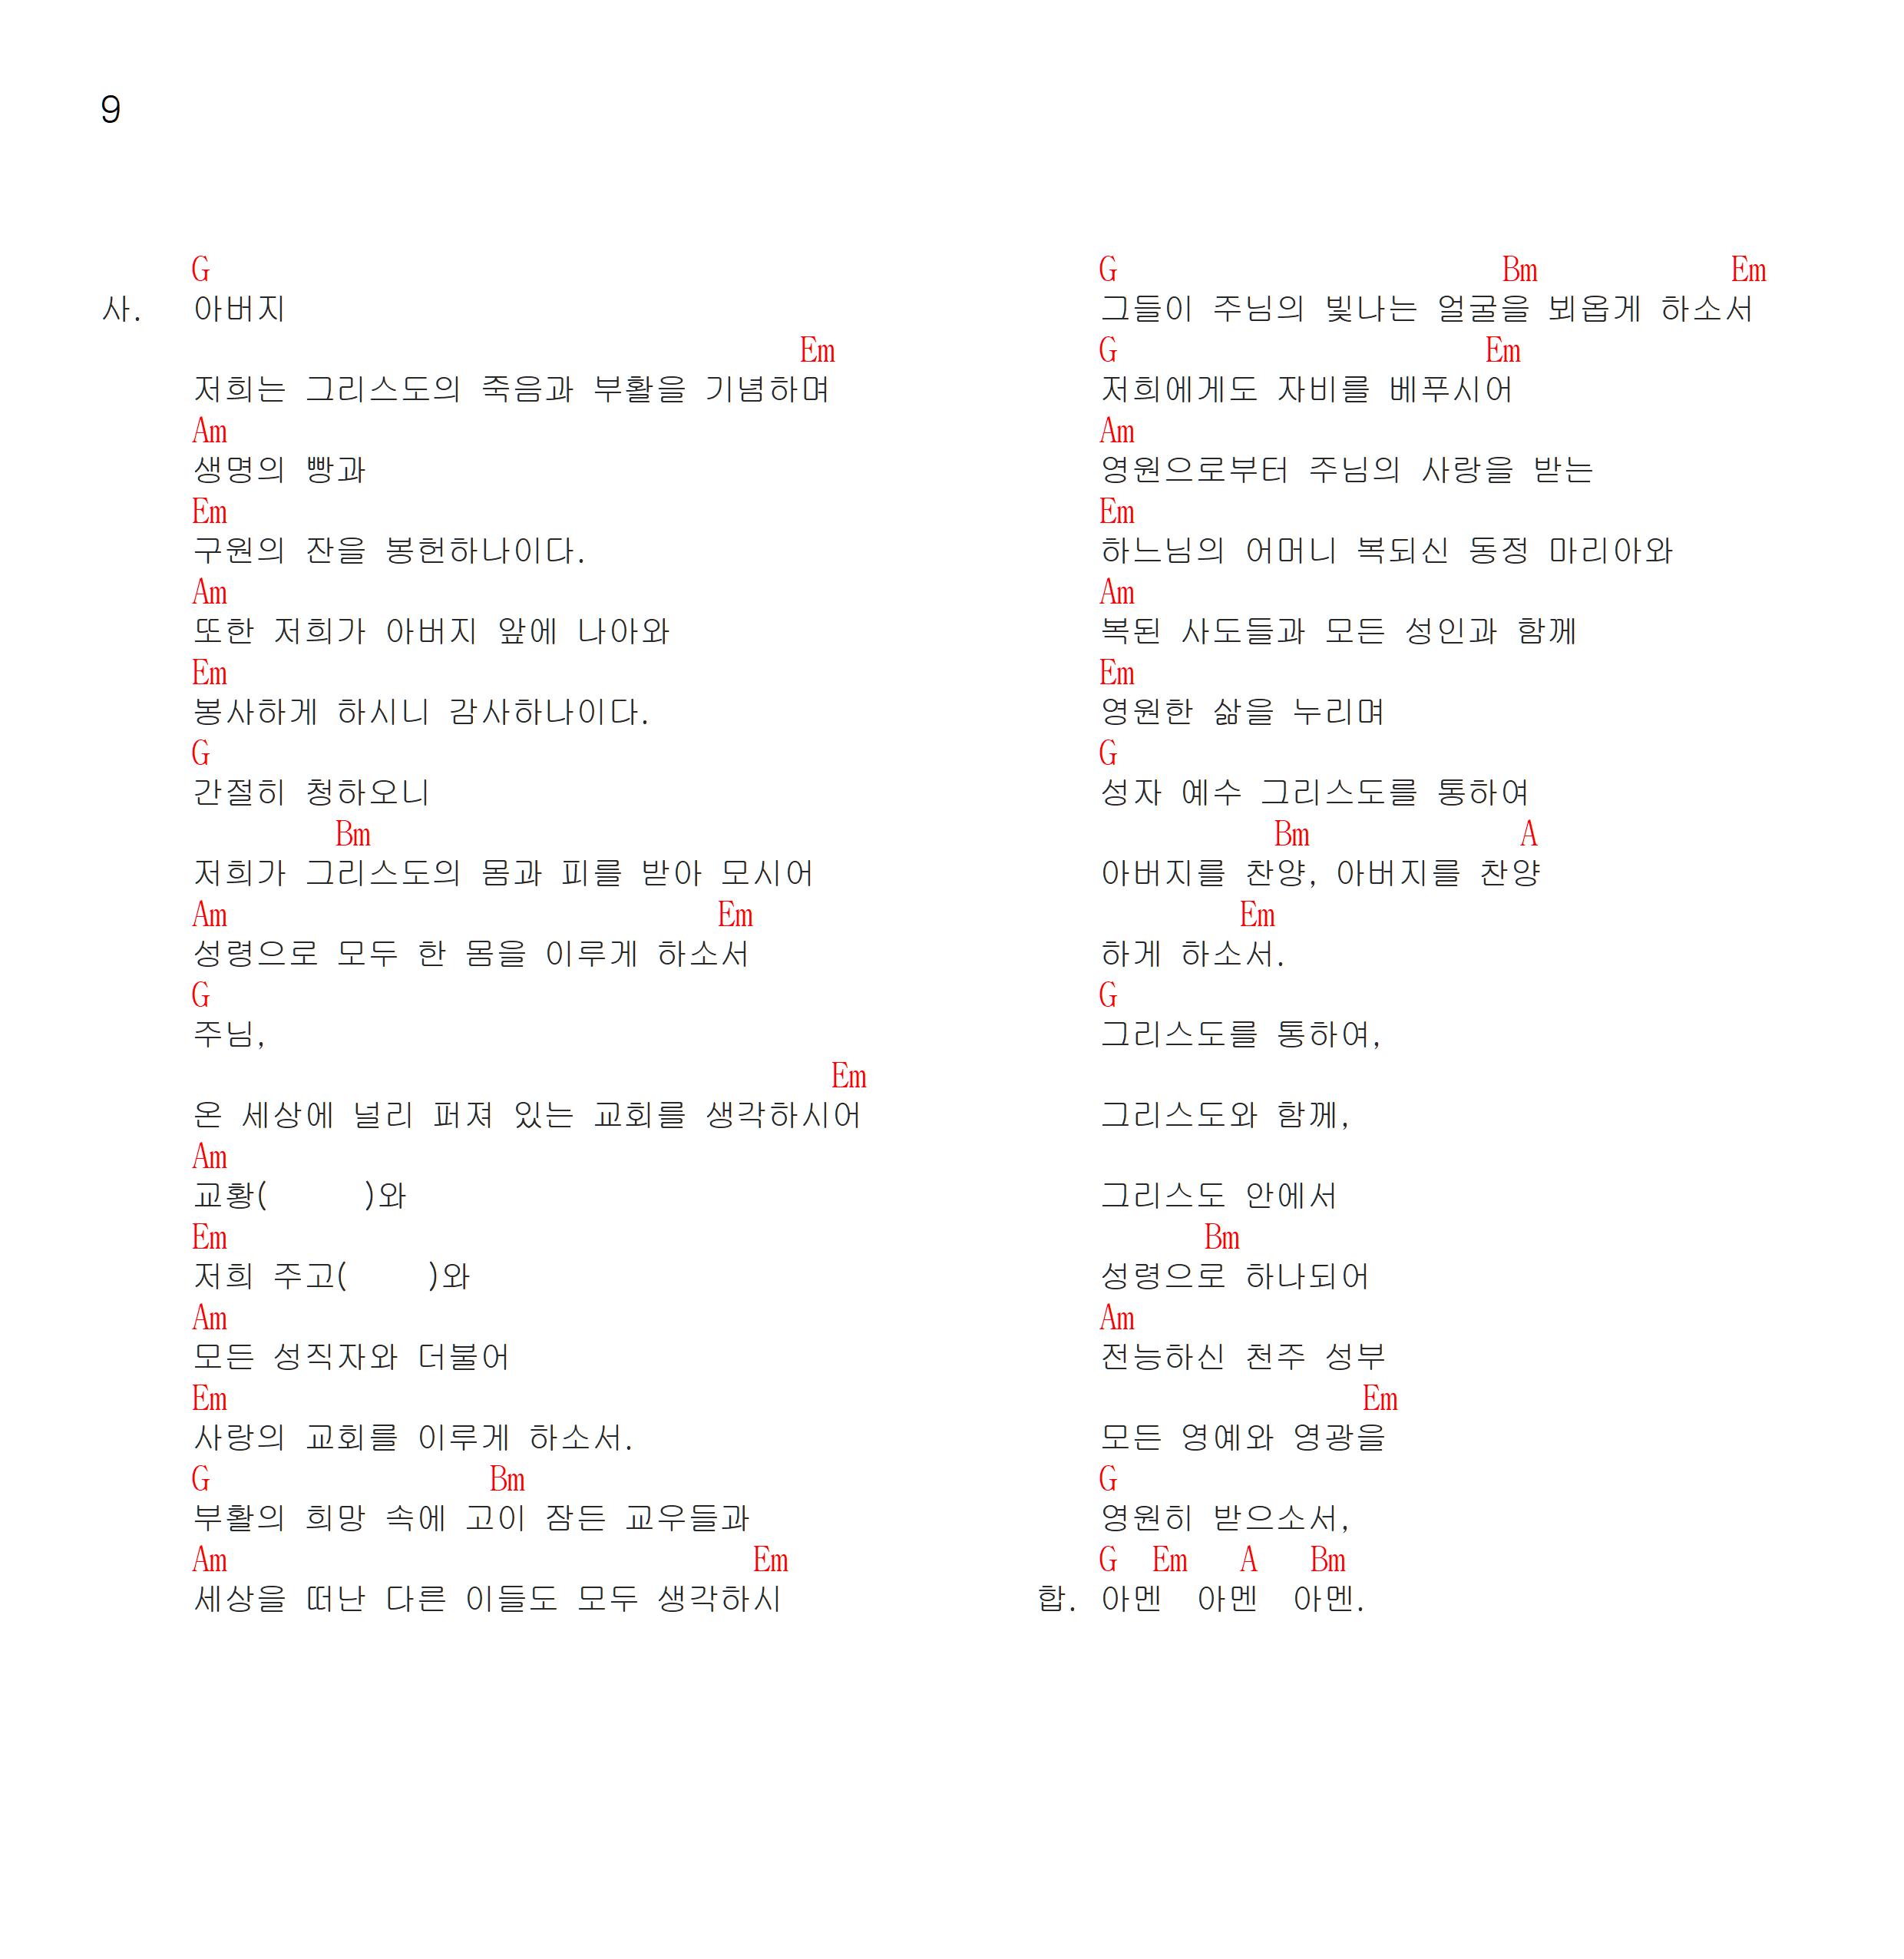 9
G
사. 아버지
Em
저희는 그리스도의 죽음과 부활을 기념하며
Am
생명의 빵과
Em
구원의 잔을 봉헌하나이다.
Am
또한 저희가 아버지 앞에 나아와
Em
봉사하게 하시니 감사하나이다.
G
간절히 청하오니
Bm
저희가 그리스도의 몸과 피를 받아 모시어
Am Em
성령으로 모두 한 몸을 이루게 하소서
G
주님,
Em
온 세상에 널리 퍼져 있는 교회를 생각하시어
Am
교황( )와
Em
저희 주고( )와
Am
모든 성직자와 더불어
Em
사랑의 교회를 이루게 하소서.
G Bm
부활의 희망 속에 고이 잠든 교우들과
Am Em
세상을 떠난 다른 이들도 모두 생각하시
G Bm Em
그들이 주님의 빛나는 얼굴을 뵈옵게 하소서
G Em
저희에게도 자비를 베푸시어
Am
영원으로부터 주님의 사랑을 받는
Em
하느님의 어머니 복되신 동정 마리아와
Am
복된 사도들과 모든 성인과 함께
Em
영원한 삶을 누리며
G
성자 예수 그리스도를 통하여
Bm A
아버지를 찬양, 아버지를 찬양
Em
하게 하소서.
G
그리스도를 통하여,
그리스도와 함께,
그리스도 안에서
Bm
성령으로 하나되어
Am
전능하신 천주 성부
Em
모든 영예와 영광을
G
영원히 받으소서,
G Em A Bm
합. 아멘 아멘 아멘.